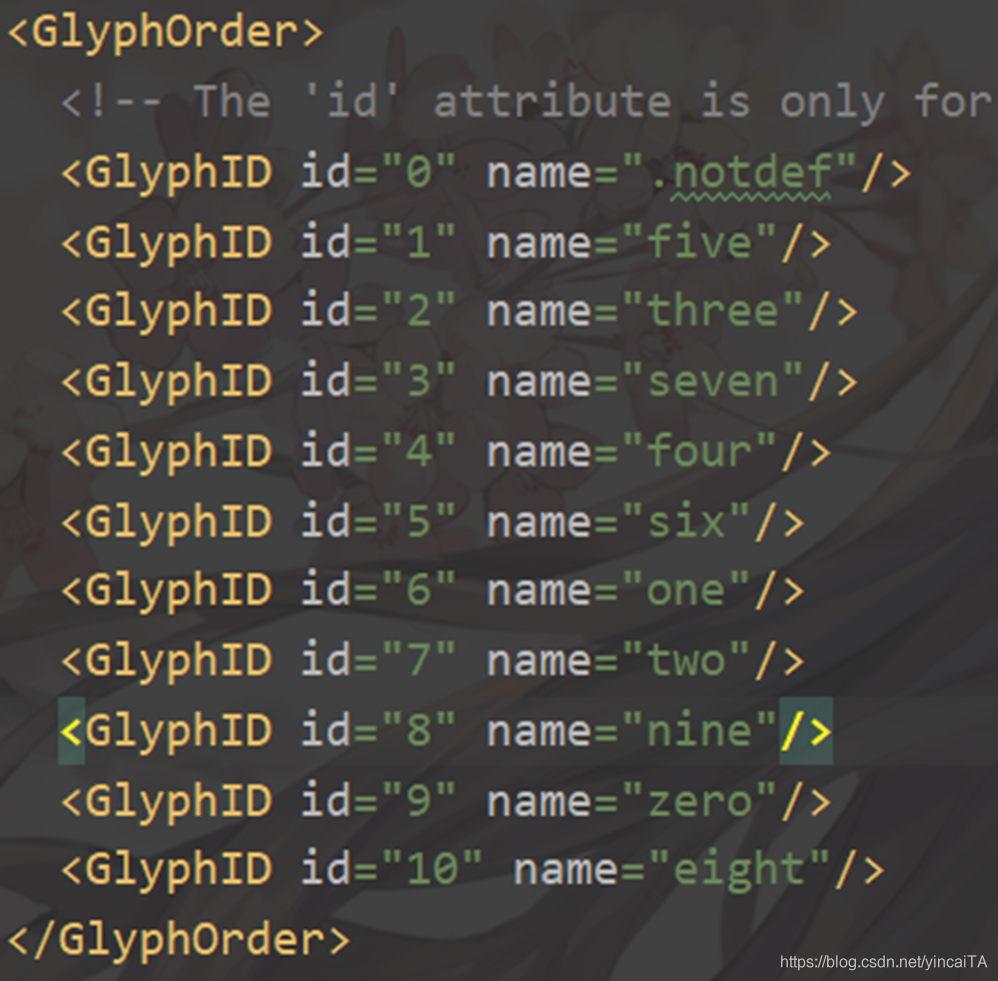 <GlyphOrder>
<!-- The 'id' attribute is only for
<GlyphID id="0" name=".notdef"/>
<GlyphID id="1" name="five"/>
<GlyphID id="2" name="three"/>
<GlyphID id="3" name="seven"/>
<GlyphID id="4" name="four"/>
<GlyphID id="5" name="six"/>
<GlyphID id="6" name="one"/>
<GlyphID id="7" name="two"/>
<GlyphID id="8" name="nine"/>
<GlyphID id="9" name="zero"/>
<GlyphID id="10" name="eight"/>
</GlyphOrder>
https://blog.csdn.net/yincaiTA